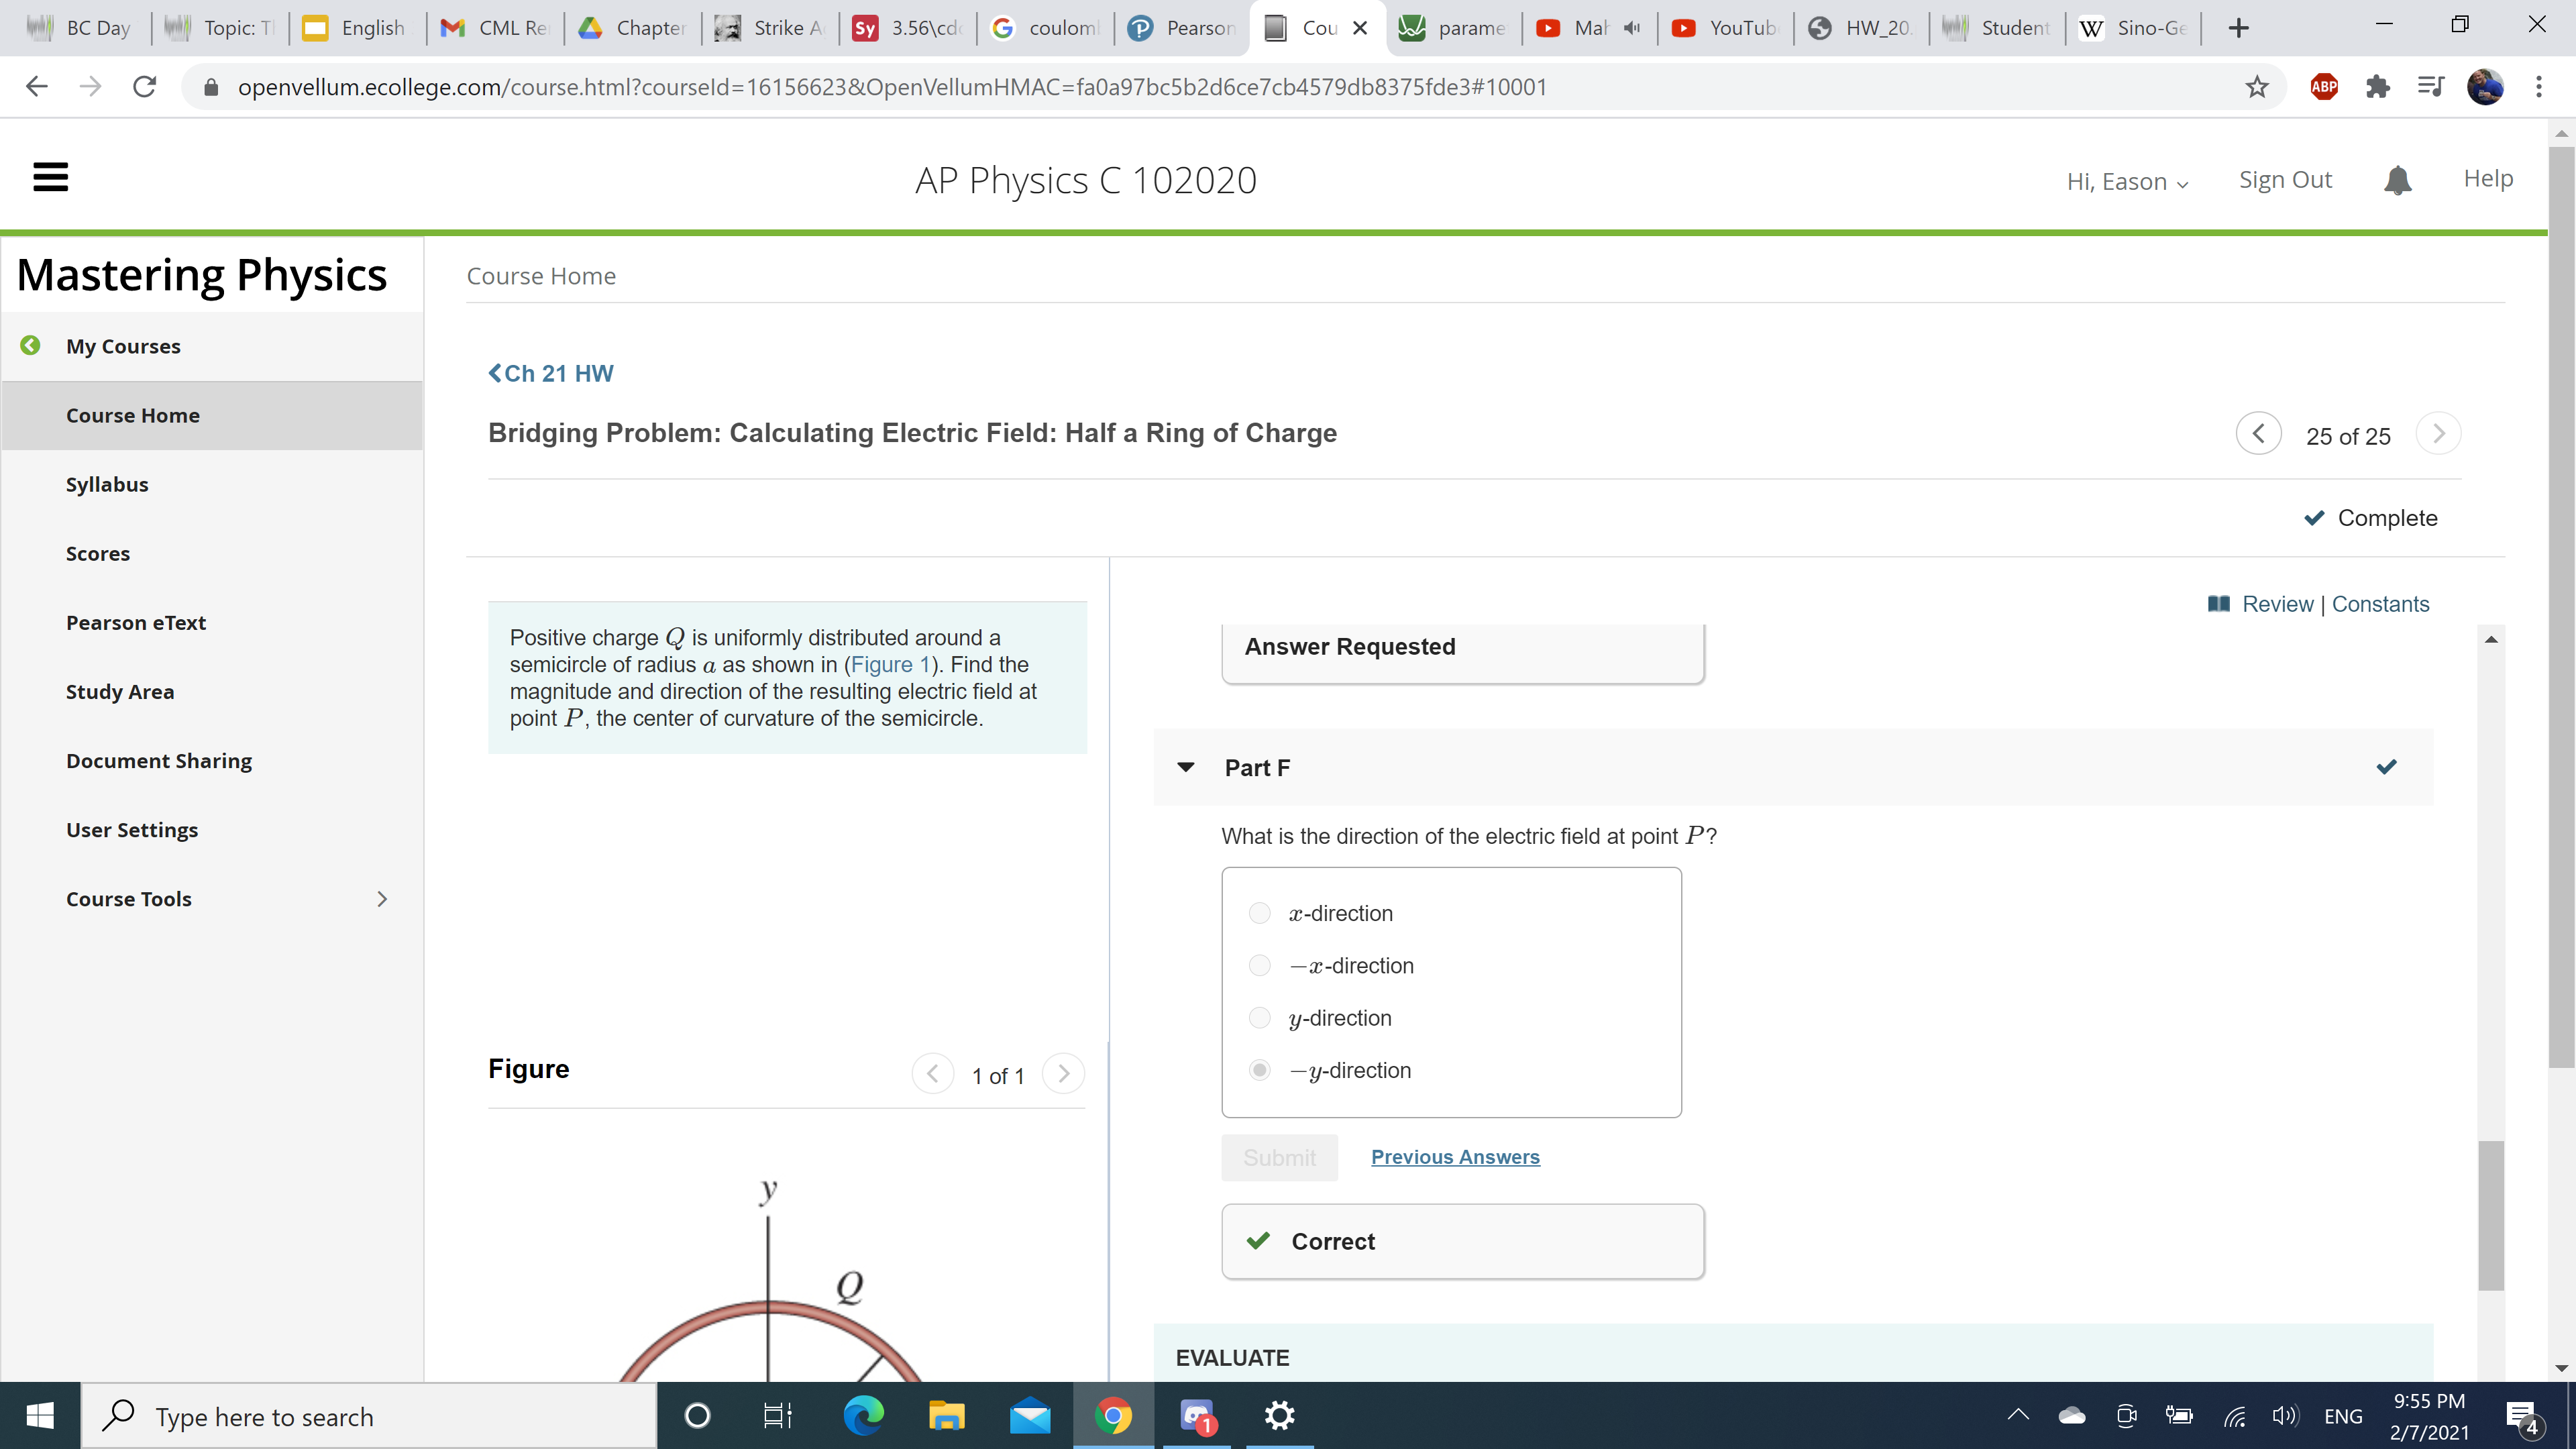 BC Day
Topic: T
English
CML Re
Chapter
Strike A
Sy 3.56\cd
coulom
Pearson
Cou
parame
Mah
YouTub
HW_20.
Student
W Sino-Ge
openvellum.ecollege.com/course.html?courseId=16156623&OpenVellumHMAC=fa0a97bc5b2d6ce7cb4579db8375fde3#10001
ABP
AP Physics C 102020
Hi, Eason
Sign Out
Help
Mastering Physics
My Courses
Course Home
Syllabus
Scores
Pearson eText
Study Area
Document Sharing
User Settings
Course Tools
Course Home
Ch 21 HW
Bridging Problem: Calculating Electric Field: Half a Ring of Charge
25 of 25
Complete
Positive charge Q is uniformly distributed around a
semicircle of radius a as shown in (Figure 1). Find the
magnitude and direction of the resulting electric field at
point P, the center of curvature of the semicircle.
Figure
1 of 1
y
Q
Review | Constants
Answer Requested
Part F
What is the direction of the electric field at point P?
x-direction
−x-direction
y-direction
−y-direction
Submit
Previous Answers
Correct
EVALUATE
Type here to search
1
ENG
9:55 PM
2/7/2021
4